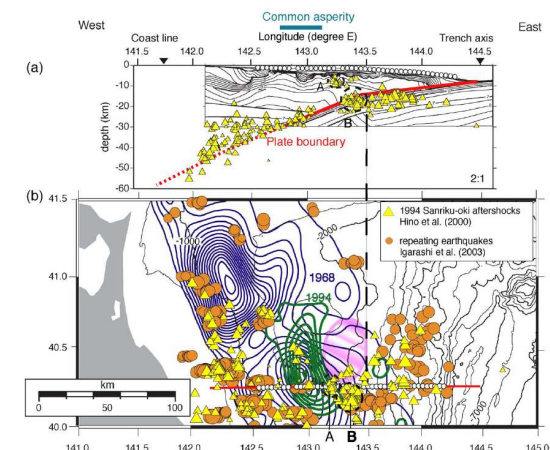 Common asperity
West
East
Coast line
Longitude (degree E)
Trench axis
141.5 142.0 142.5 143.0 143.5 144.0 144.5
(a)
0
-10
-20
-30
-40
-50
-60
depth (km)
A
B
Plate boundary
2:1
(b)
41.5
41.0
40.5
40.0
-1000
-2000
-7000
1968
1994
1994 Sanriku-oki aftershocks
Hino et al. (2000)
repeating earthquakes
Igarashi et al. (2003)
km
0 50 100
A B
141.0 141.5 142.0 142.5 143.0 143.5 144.0 144.5 145.0